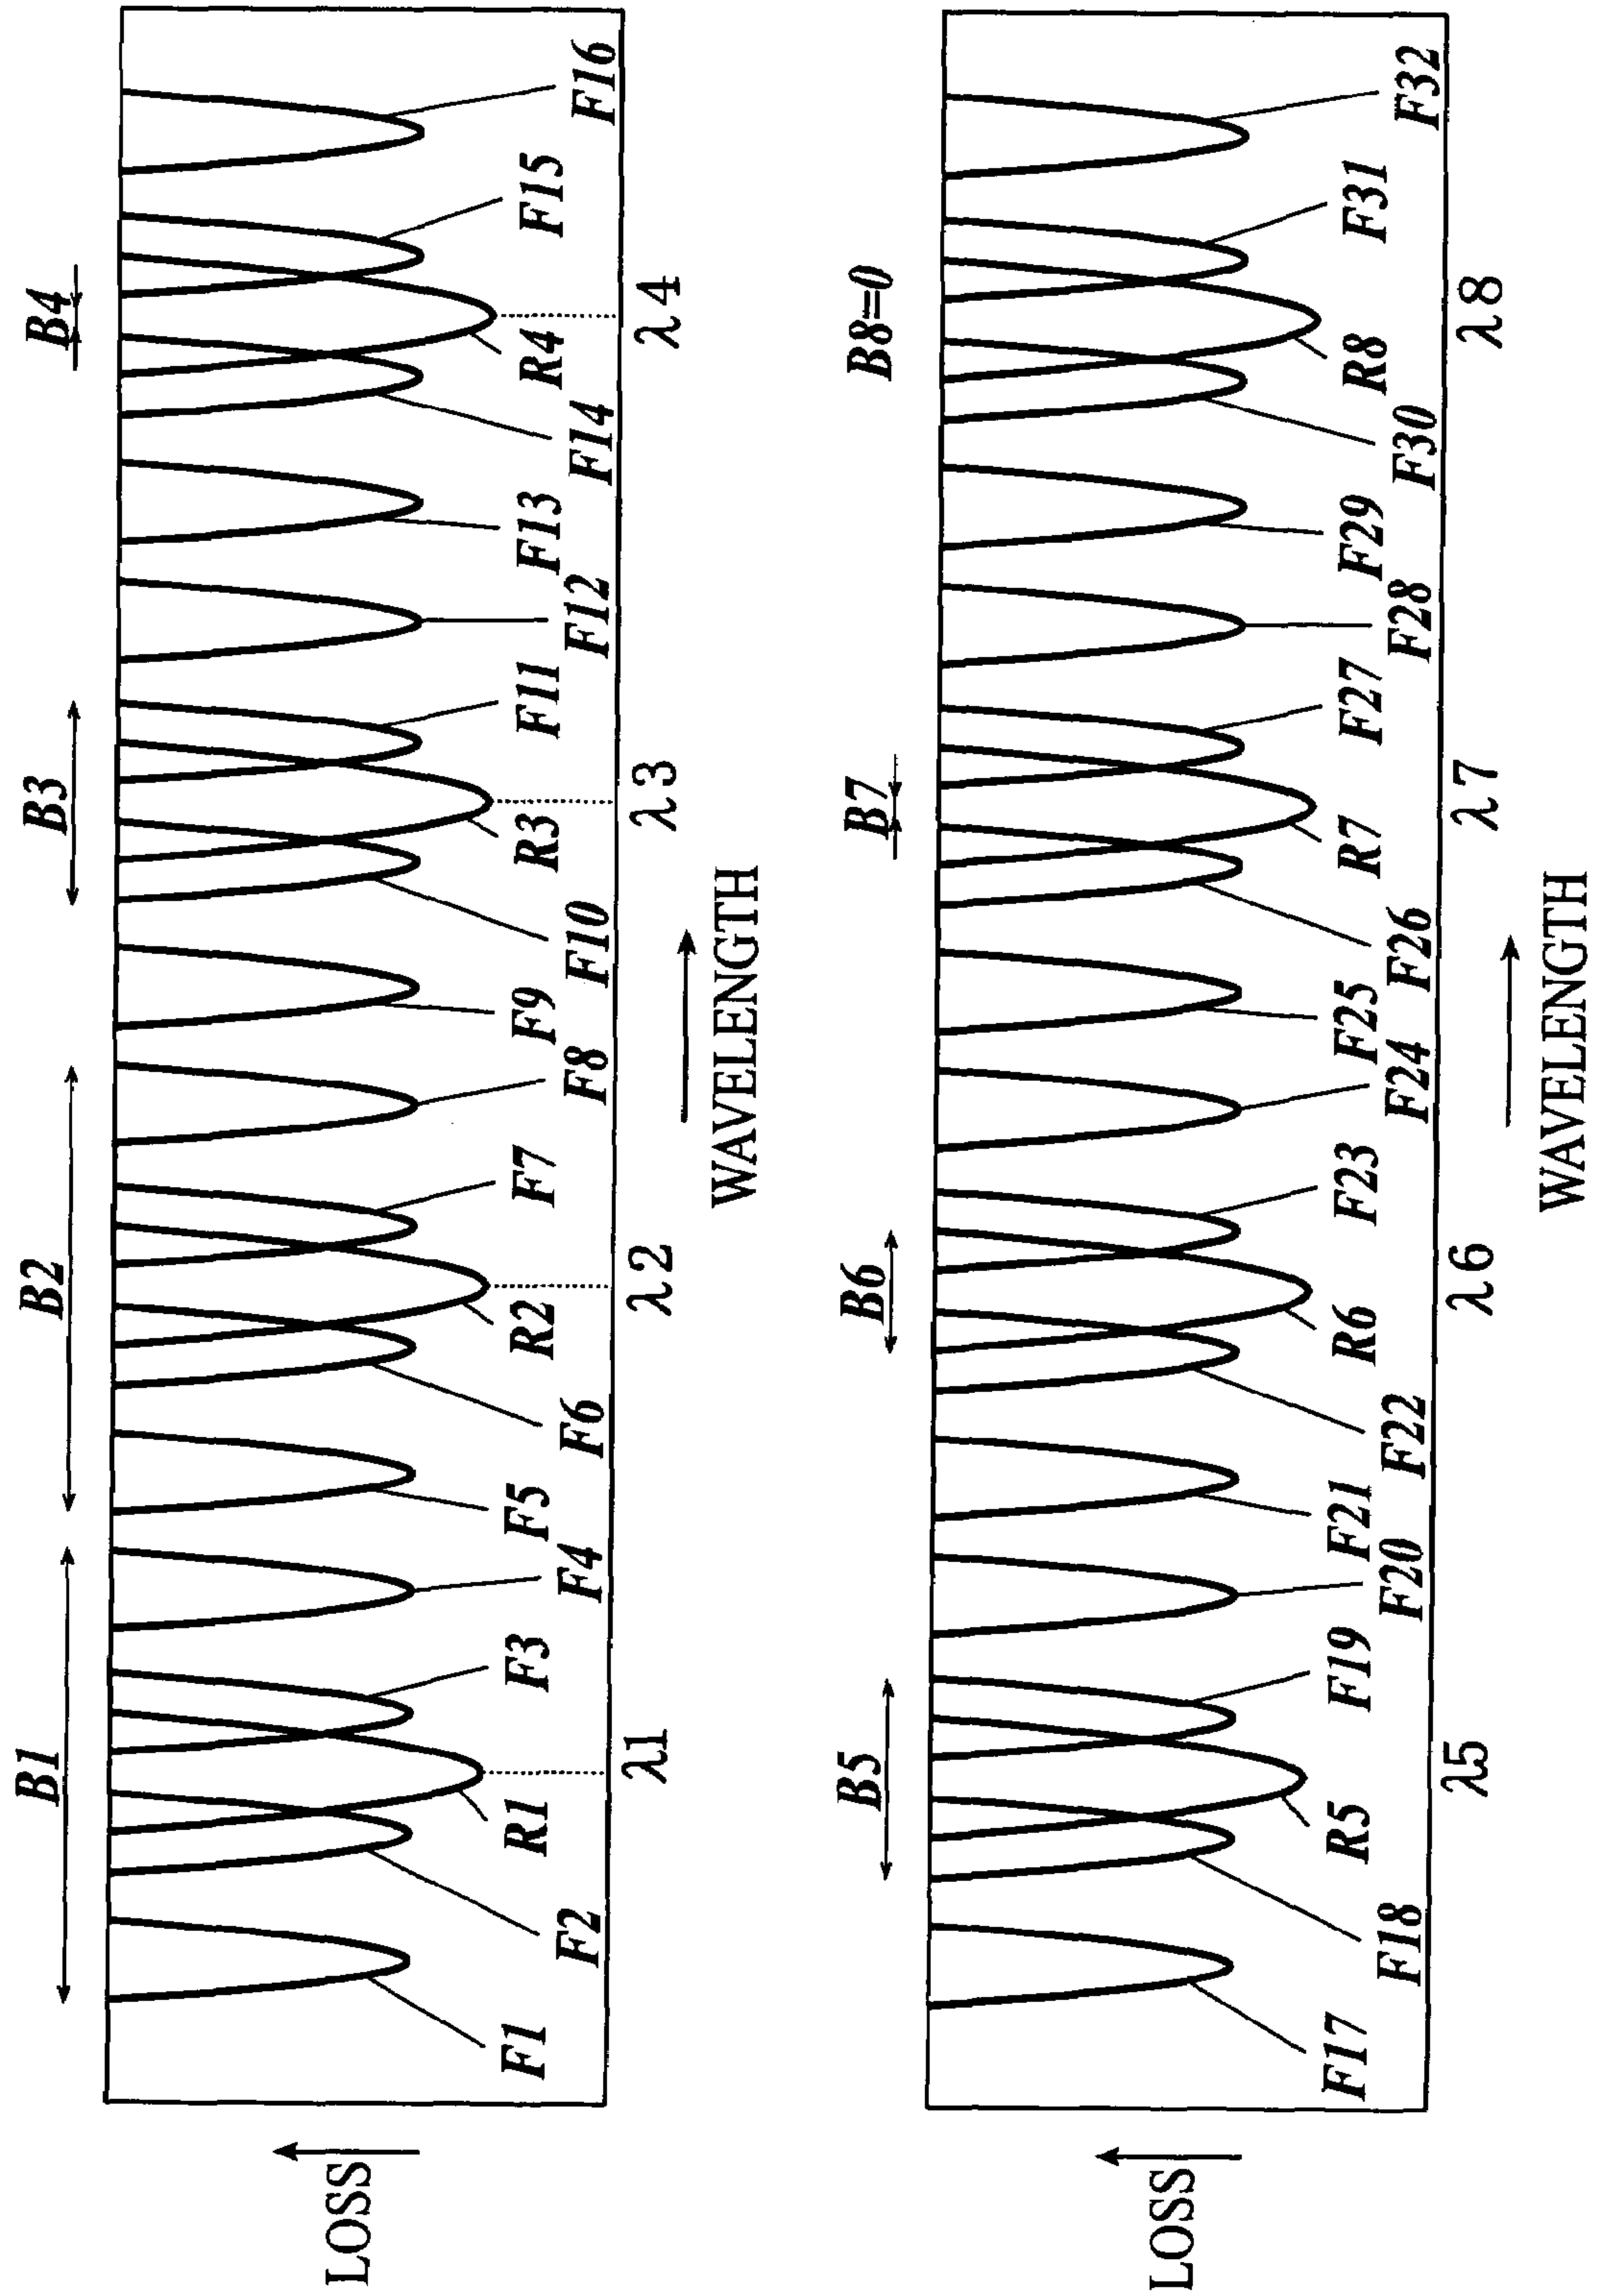 B1 B2 B3 B4
LOSS
F1 F2 R1 F3 F4 F5 F6 R2 F7 F8 F9 F10 R3 F11 F12 F13 F14 R4 F15 F16
λ1 λ2 λ3 λ4
WAVELENGTH
B5 B6 B7 B8=0
LOSS
F17 F18 R5 F19 F20 F21 F22 R6 F23 F24 F25 F26 R7 F27 F28 F29 F30 R8 F31 F32
λ5 λ6 λ7 λ8
WAVELENGTH